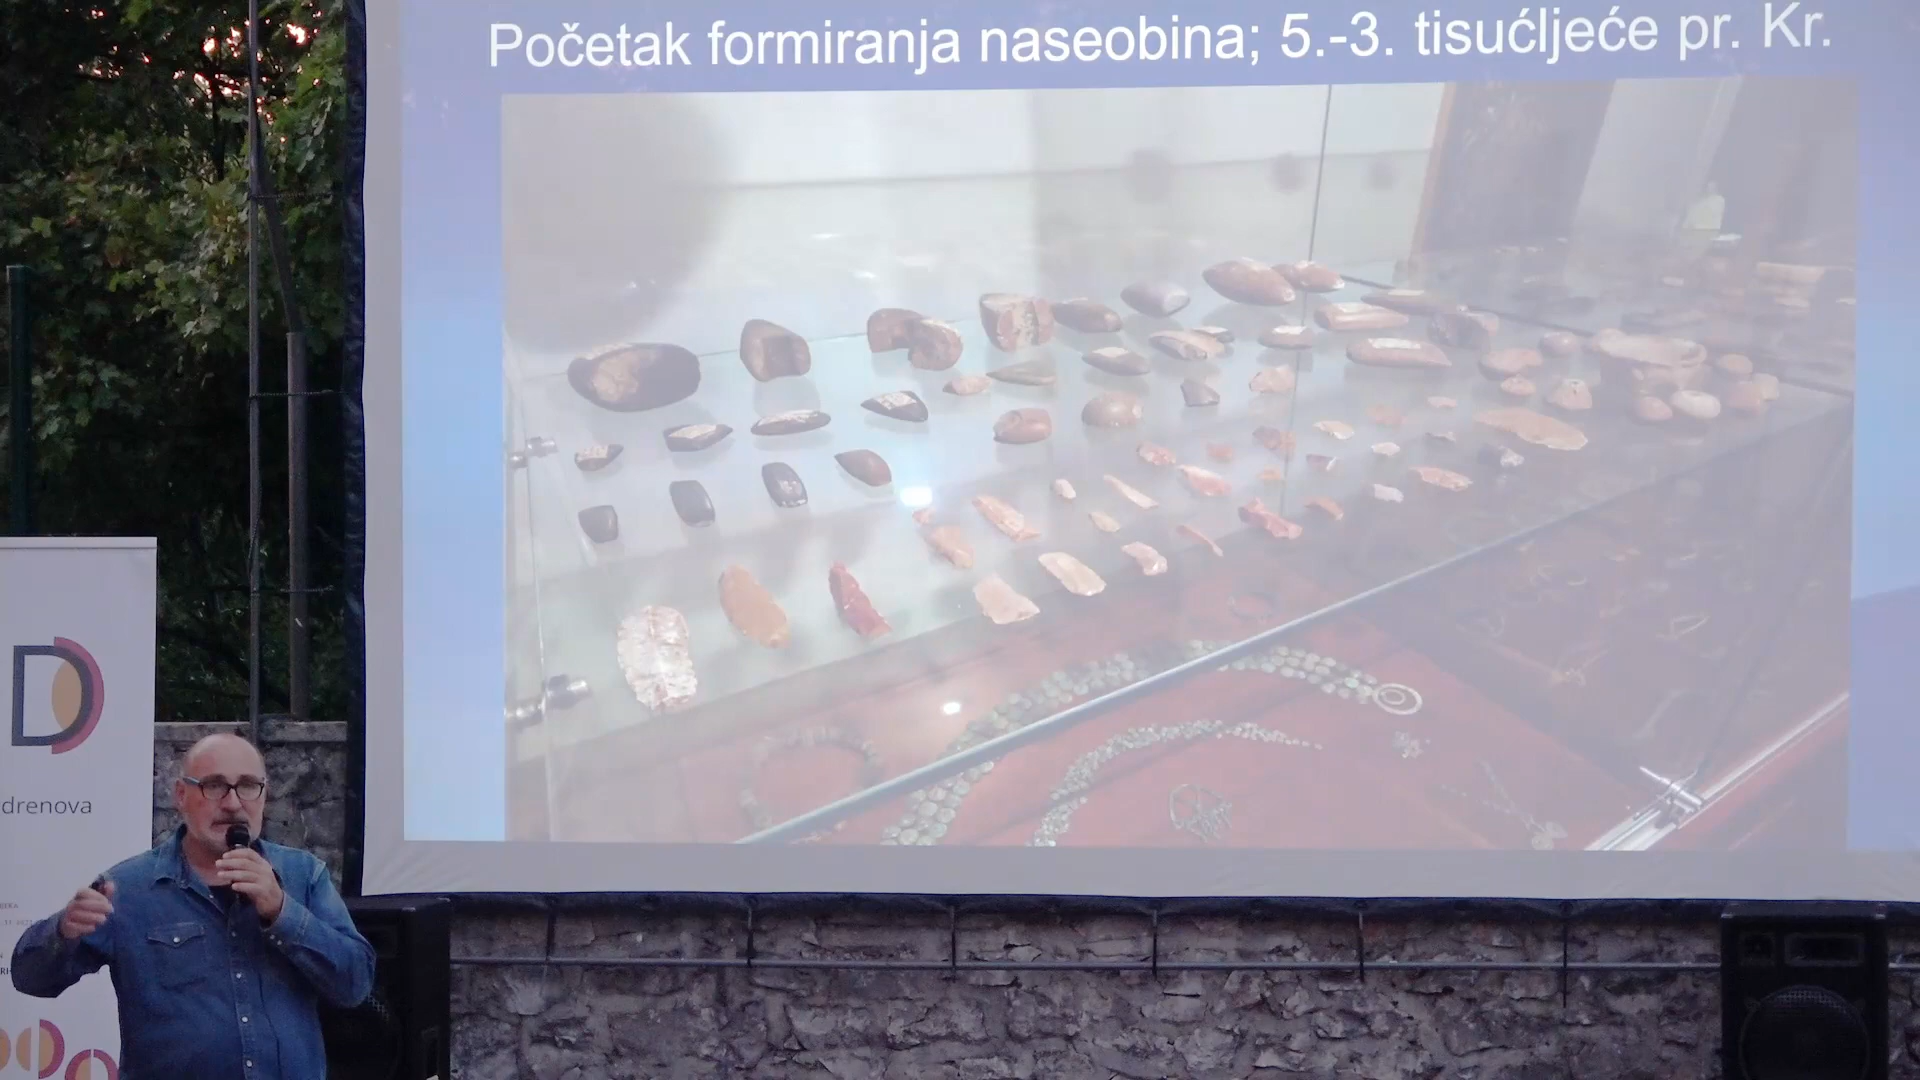 Početak formiranja naseobina; 5.-3. tisućljeće pr. Kr.
D
drenova